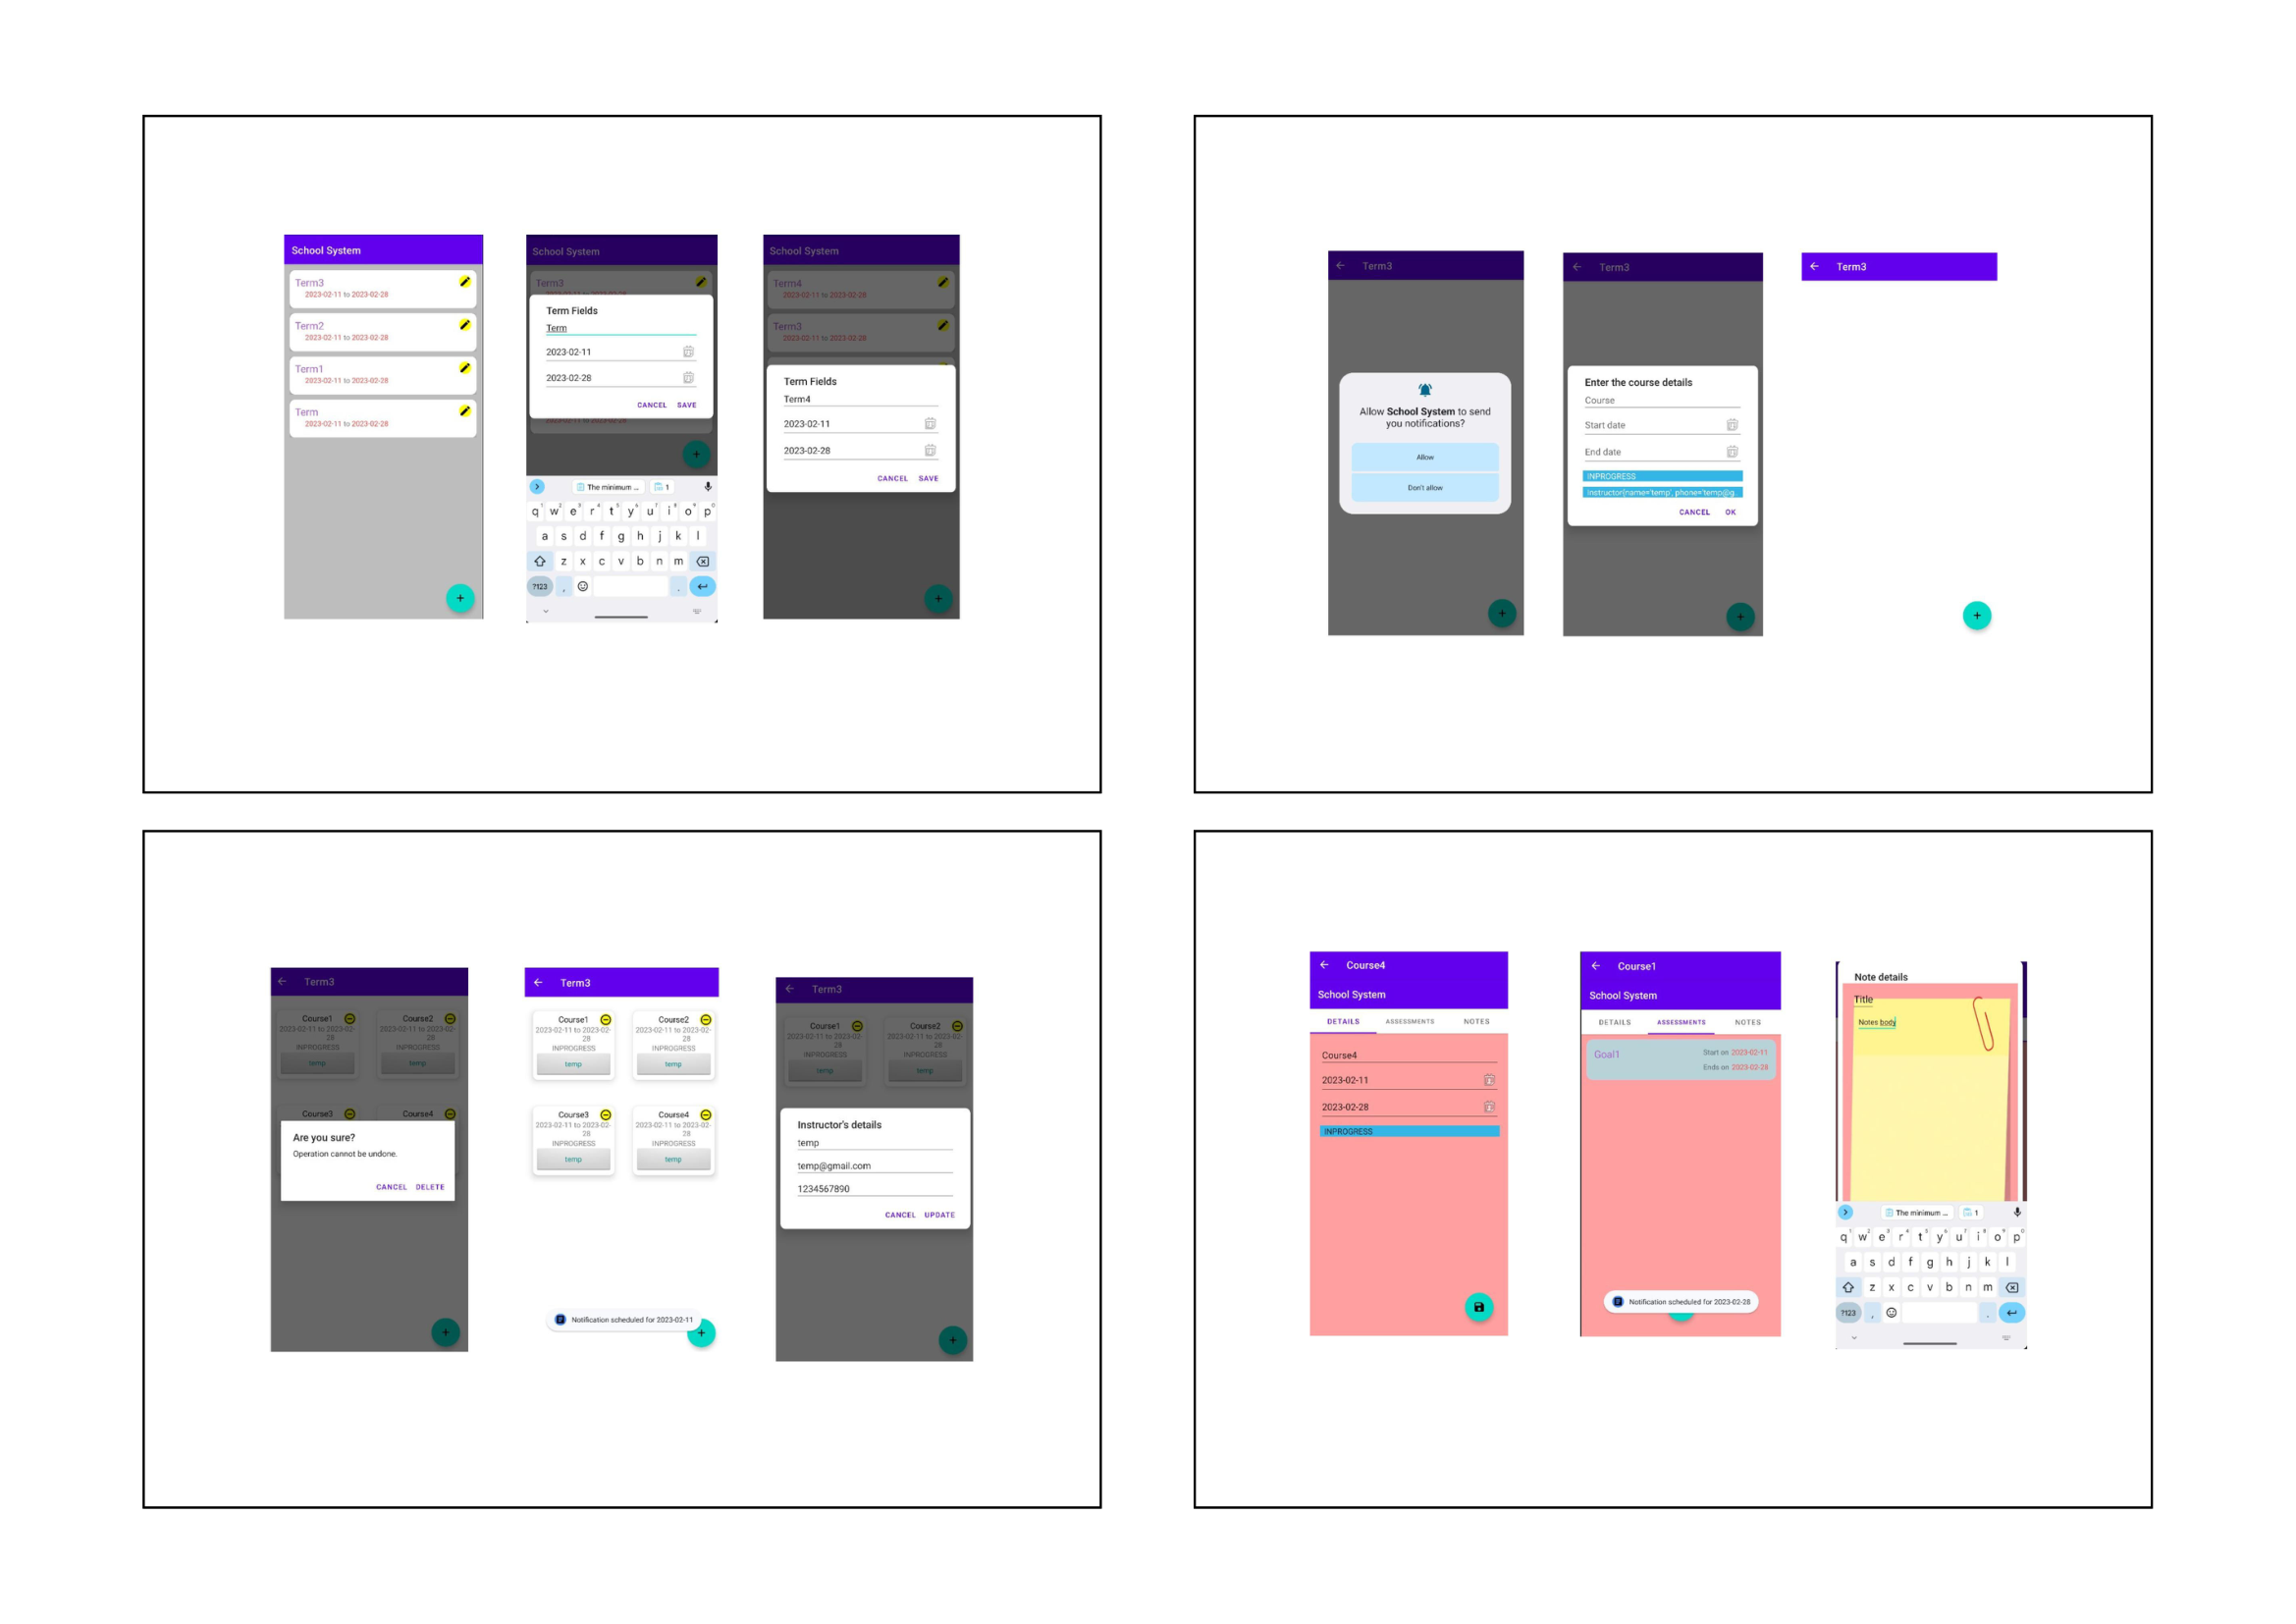 School System
Term3
2023-02-11 to 2023-02-28
Term2
2023-02-11 to 2023-02-28
Term1
2023-02-11 to 2023-02-28
Term
2023-02-11 to 2023-02-28
+
School System
Term3
2023-02-11 to 2023-02-28
Term Fields
Term
2023-02-11
2023-02-28
CANCEL SAVE
2023-02-11 to 2023-02-28
+
The minimum ... 1
q w e r t y u i o p
a s d f g h j k l
z x c v b n m
?123 , .
School System
Term4
2023-02-11 to 2023-02-28
Term3
2023-02-11 to 2023-02-28
Term Fields
Term4
2023-02-11
2023-02-28
CANCEL SAVE
+
Term3
Allow School System to send
you notifications?
Allow
Don't allow
+
Term3
Enter the course details
Course
Start date
End date
INPROGRESS
Instructor{name='temp', phone='temp@g
CANCEL OK
+
Term3
+
Term3
Course1
2023-02-11 to 2023-02-
28
INPROGRESS
temp
Course2
2023-02-11 to 2023-02-
28
INPROGRESS
temp
Course3
Course4
Are you sure?
Operation cannot be undone.
CANCEL DELETE
+
Term3
Course1
2023-02-11 to 2023-02-
28
INPROGRESS
temp
Course2
2023-02-11 to 2023-02-
28
INPROGRESS
temp
Course3
2023-02-11 to 2023-02-
28
INPROGRESS
temp
Course4
2023-02-11 to 2023-02-
28
INPROGRESS
temp
Notification scheduled for 2023-02-11
+
Term3
Course1
2023-02-11 to 2023-02-
28
INPROGRESS
temp
Course2
2023-02-11 to 2023-02-
28
INPROGRESS
temp
Instructor's details
temp
temp@gmail.com
1234567890
CANCEL UPDATE
+
Course4
School System
DETAILS ASSESSMENTS NOTES
Course4
2023-02-11
2023-02-28
INPROGRESS
Course1
School System
DETAILS ASSESSMENTS NOTES
Goal1
Start on 2023-02-11
Ends on 2023-02-28
Notification scheduled for 2023-02-28
Note details
Title
Notes body
The minimum ... 1
q w e r t y u i o p
a s d f g h j k l
z x c v b n m
?123 , .